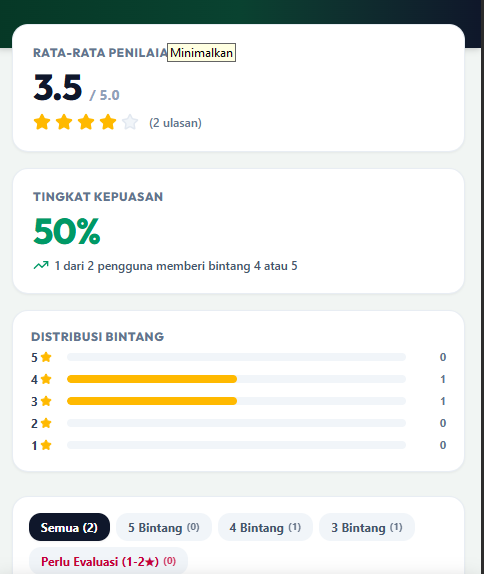 RATA-RATA PENILAIA
Minimalkan
3.5 / 5.0
(2 ulasan)
TINGKAT KEPUASAN
50%
1 dari 2 pengguna memberi bintang 4 atau 5
DISTRIBUSI BINTANG
5 0
4 1
3 1
2 0
1 0
Semua (2) 5 Bintang (0) 4 Bintang (1) 3 Bintang (1)
Perlu Evaluasi (1-2★) (0)